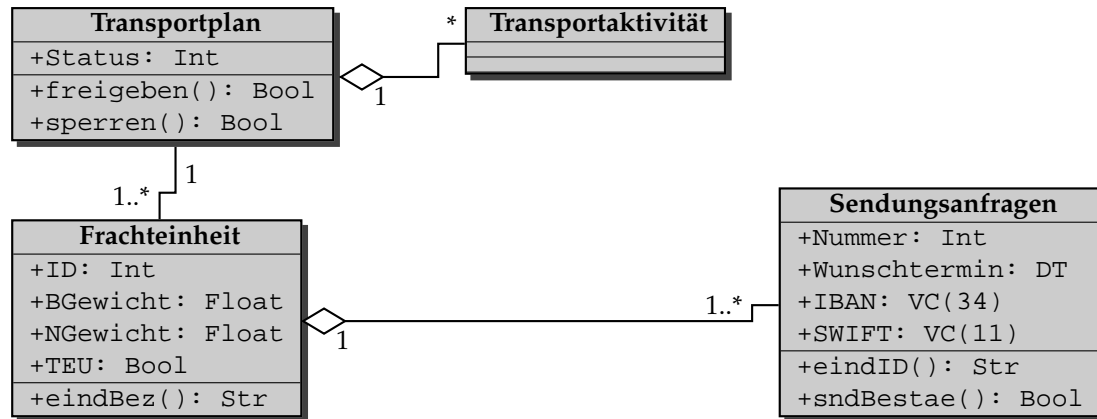 Transportplan
+Status: Int
+freigeben(): Bool
+sperren(): Bool
1
*
Transportaktivität
1
1..*
Frachteinheit
+ID: Int
+BGewicht: Float
+NGewicht: Float
+TEU: Bool
+eindBez(): Str
1
1..*
Sendungsanfragen
+Nummer: Int
+Wunschtermin: DT
+IBAN: VC(34)
+SWIFT: VC(11)
+eindID(): Str
+sndBestae(): Bool